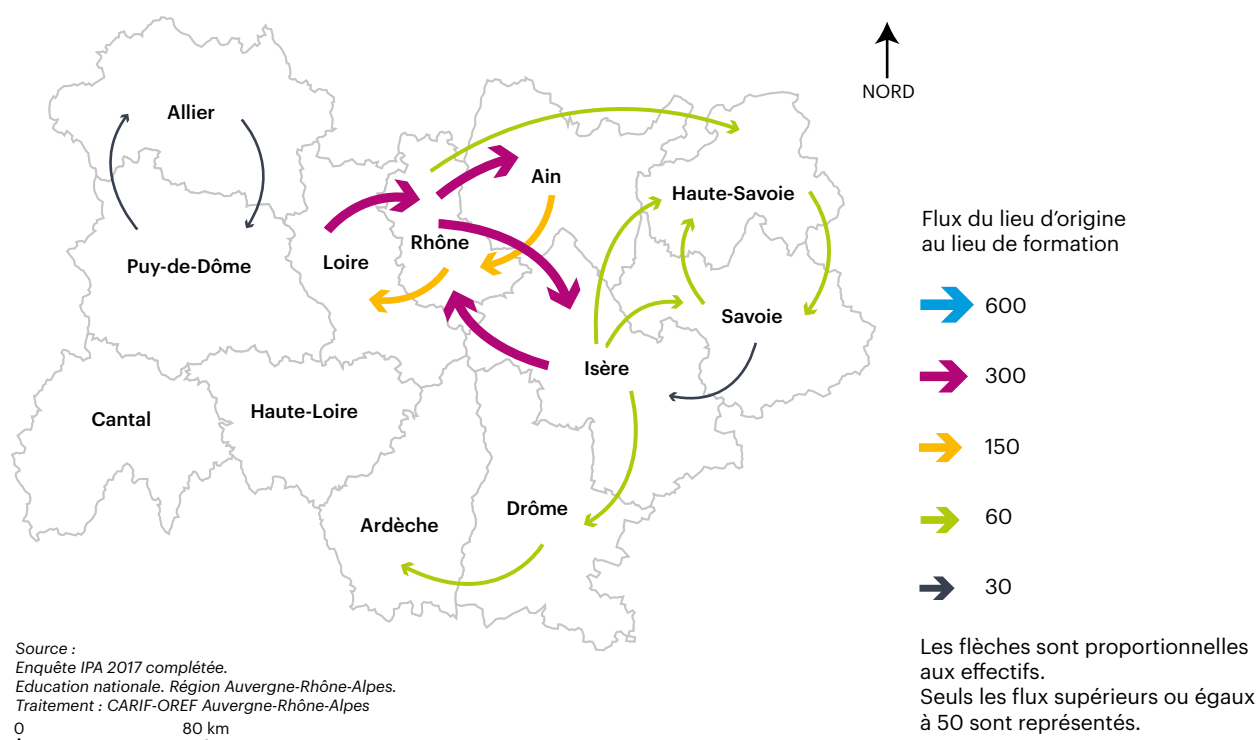 NORD
Allier
Ain
Haute-Savoie
Rhône
Puy-de-Dôme
Loire
Savoie
Isère
Cantal
Haute-Loire
Drôme
Ardèche
Flux du lieu d'origine
au lieu de formation
600
300
150
60
30
Les flèches sont proportionnelles
aux effectifs.
Seuls les flux supérieurs ou égaux
à 50 sont représentés.
Source :
Enquête IPA 2017 complétée.
Education nationale. Région Auvergne-Rhône-Alpes.
Traitement : CARIF-OREF Auvergne-Rhône-Alpes
0 80 km